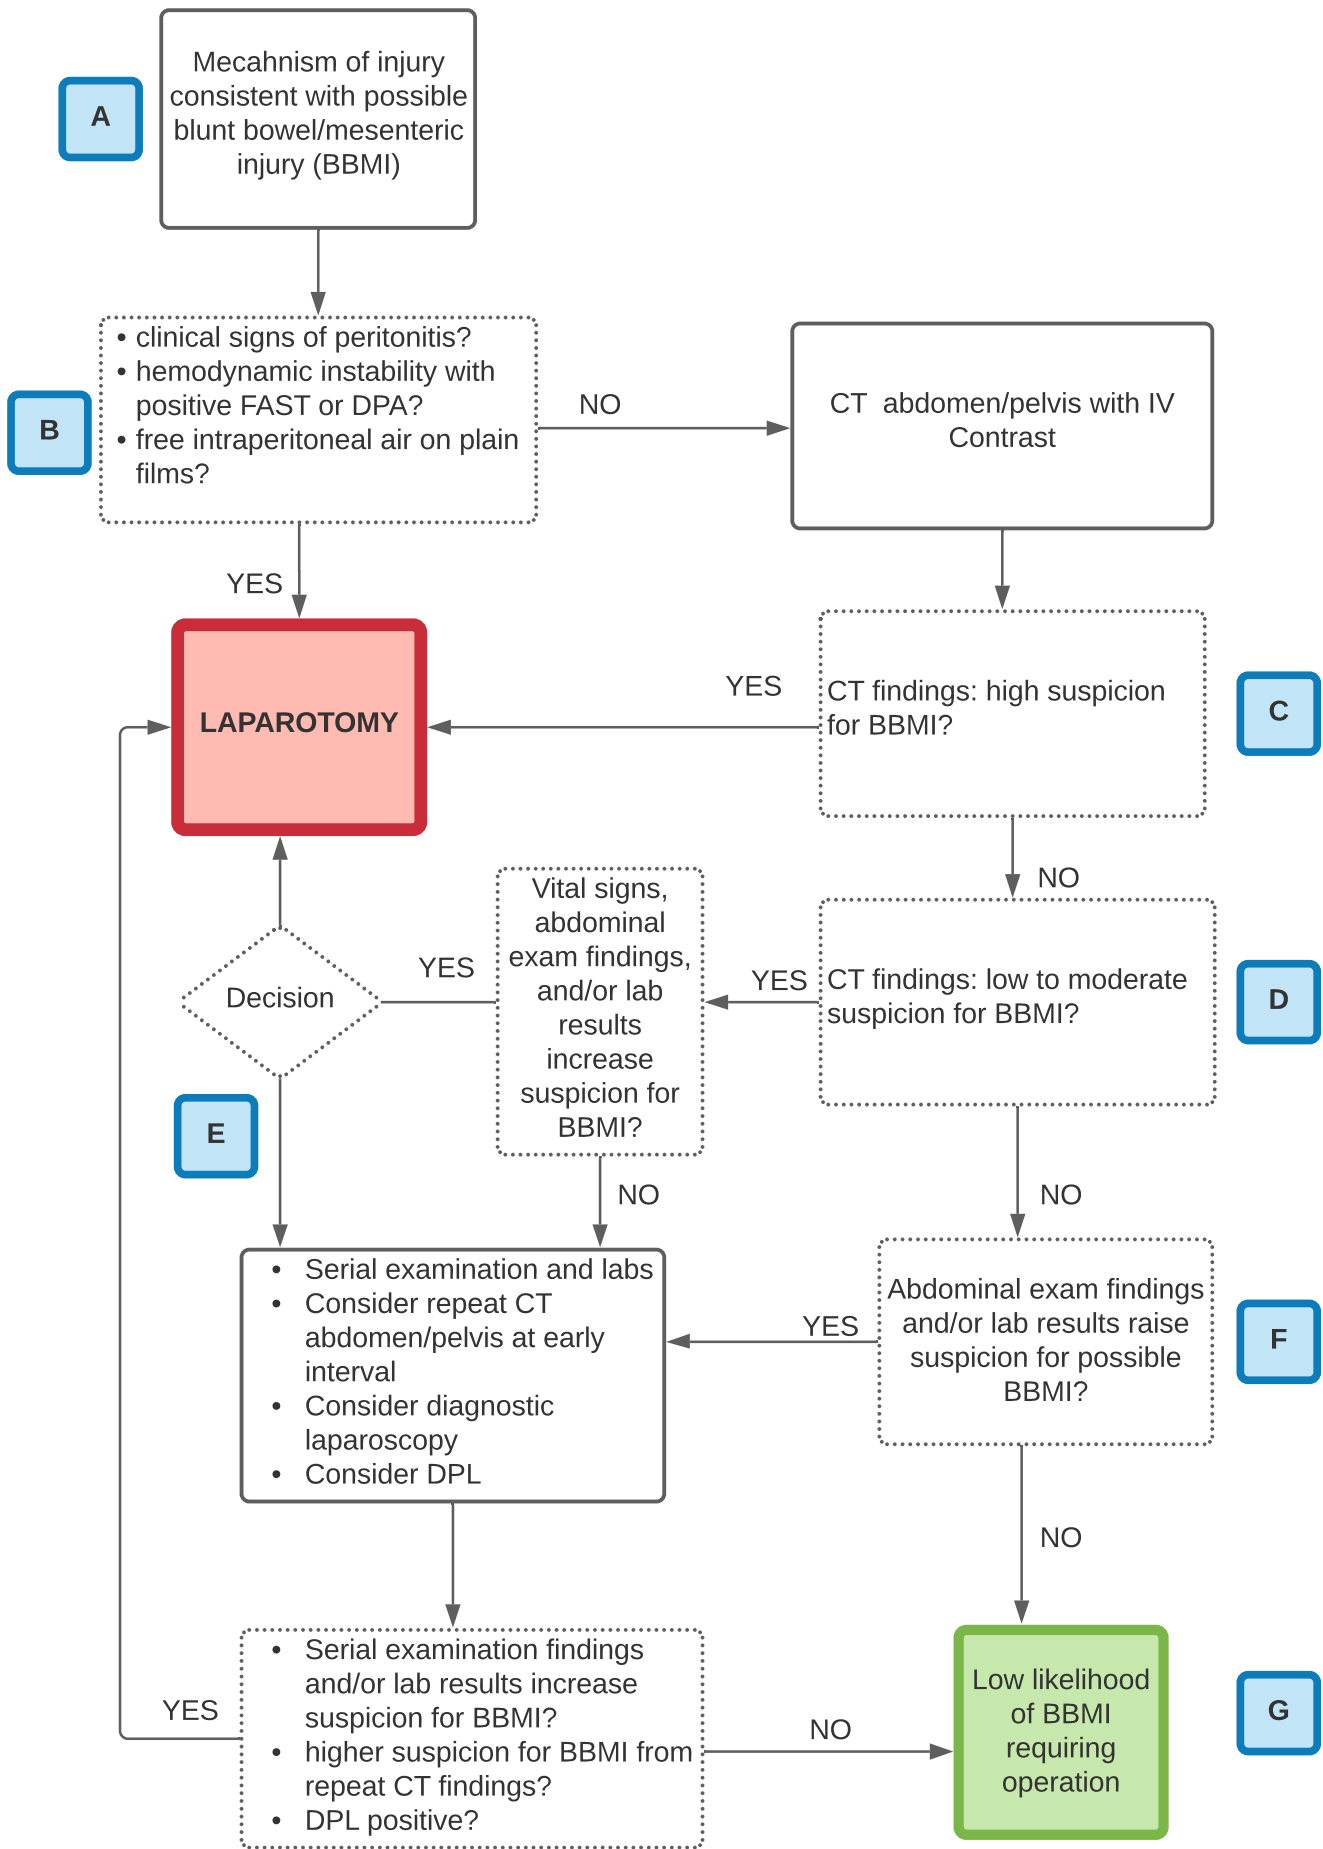 A
Mecahnism of injury
consistent with possible
blunt bowel/mesenteric
injury (BBMI)
B
• clinical signs of peritonitis?
• hemodynamic instability with
positive FAST or DPA?
• free intraperitoneal air on plain
films?
NO
CT abdomen/pelvis with IV
Contrast
YES
LAPAROTOMY
YES
CT findings: high suspicion
for BBMI?
C
NO
Decision
YES
Vital signs,
abdominal
exam findings,
and/or lab
results
increase
suspicion for
BBMI?
YES
CT findings: low to moderate
suspicion for BBMI?
D
E
NO
NO
• Serial examination and labs
• Consider repeat CT
abdomen/pelvis at early
interval
• Consider diagnostic
laparoscopy
• Consider DPL
YES
Abdominal exam findings
and/or lab results raise
suspicion for possible
BBMI?
F
NO
YES
• Serial examination findings
and/or lab results increase
suspicion for BBMI?
• higher suspicion for BBMI from
repeat CT findings?
• DPL positive?
NO
Low likelihood
of BBMI
requiring
operation
G